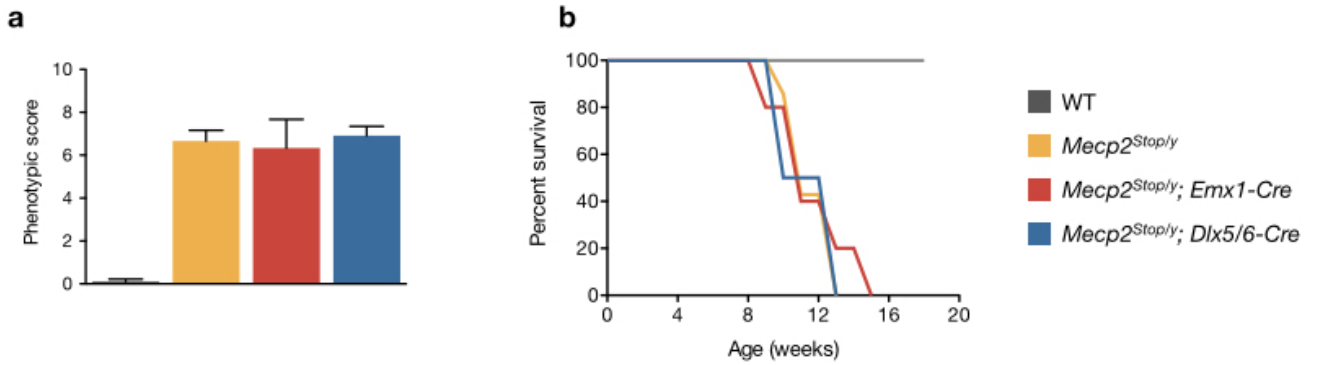 a
10
8
6
4
2
0
Phenotypic score
b
100
80
60
40
20
0
Percent survival
0 4 8 12 16 20
Age (weeks)
WT
Mecp2Stop/y
Mecp2Stop/y; Emx1-Cre
Mecp2Stop/y; Dlx5/6-Cre